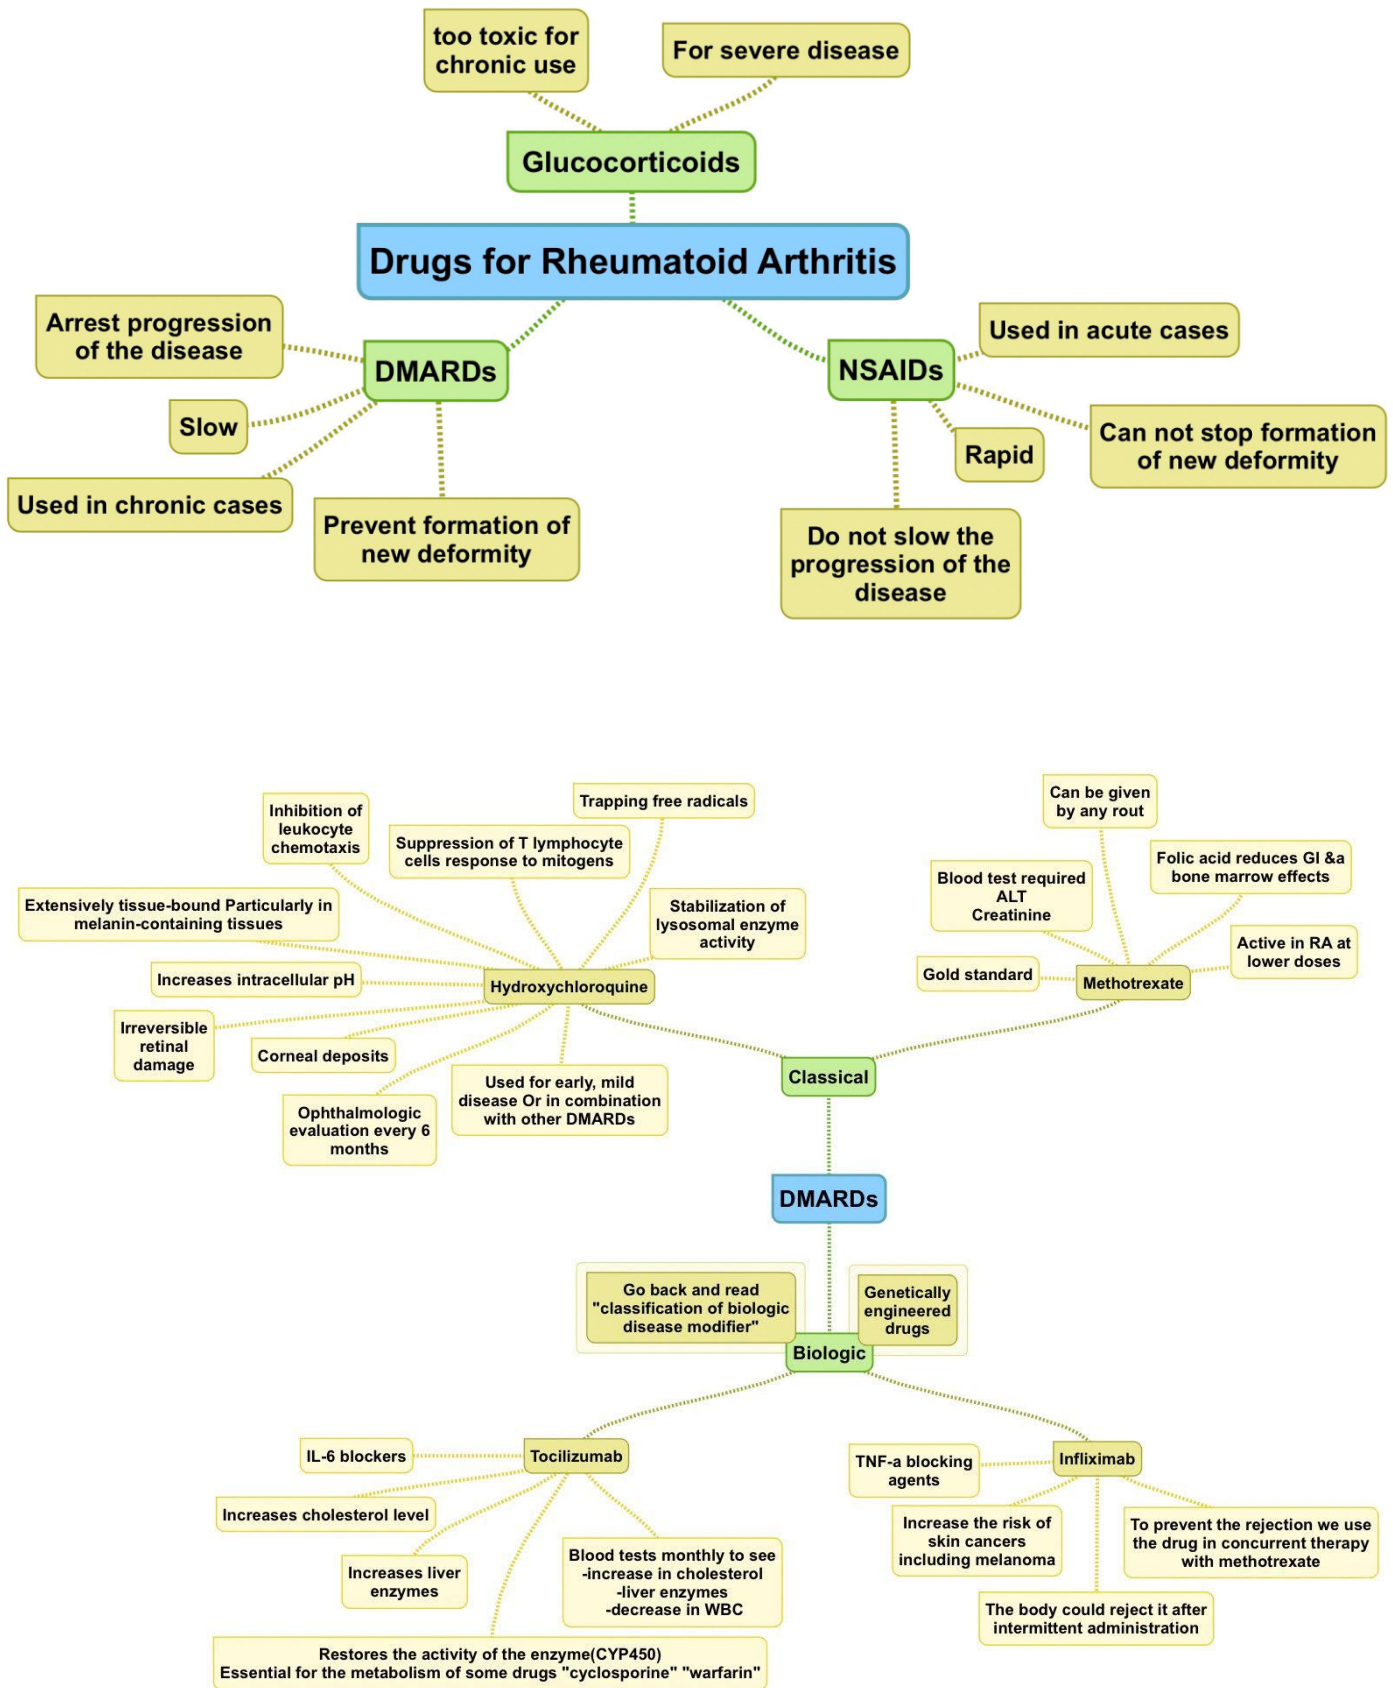 too toxic for
chronic use
For severe disease
Glucocorticoids
Drugs for Rheumatoid Arthritis
Arrest progression
of the disease
DMARDs
Slow
Used in chronic cases
Prevent formation of
new deformity
Used in acute cases
NSAIDs
Can not stop formation
of new deformity
Rapid
Do not slow the
progression of the
disease
Inhibition of
leukocyte
chemotaxis
Suppression of T lymphocyte
cells response to mitogens
Trapping free radicals
Extensively tissue-bound Particularly in
melanin-containing tissues
Stabilization of
lysosomal enzyme
activity
Increases intracellular pH
Hydroxychloroquine
Irreversible
retinal
damage
Corneal deposits
Ophthalmologic
evaluation every 6
months
Used for early, mild
disease Or in combination
with other DMARDs
Can be given
by any rout
Blood test required
ALT
Creatinine
Folic acid reduces GI &a
bone marrow effects
Gold standard
Methotrexate
Active in RA at
lower doses
Classical
DMARDs
Go back and read
"classification of biologic
disease modifier"
Genetically
engineered
drugs
Biologic
IL-6 blockers
Tocilizumab
Increases cholesterol level
Increases liver
enzymes
Blood tests monthly to see
-increase in cholesterol
-liver enzymes
-decrease in WBC
Restores the activity of the enzyme(CYP450)
Essential for the metabolism of some drugs "cyclosporine" "warfarin"
TNF-a blocking
agents
Infliximab
Increase the risk of
skin cancers
including melanoma
To prevent the rejection we use
the drug in concurrent therapy
with methotrexate
The body could reject it after
intermittent administration